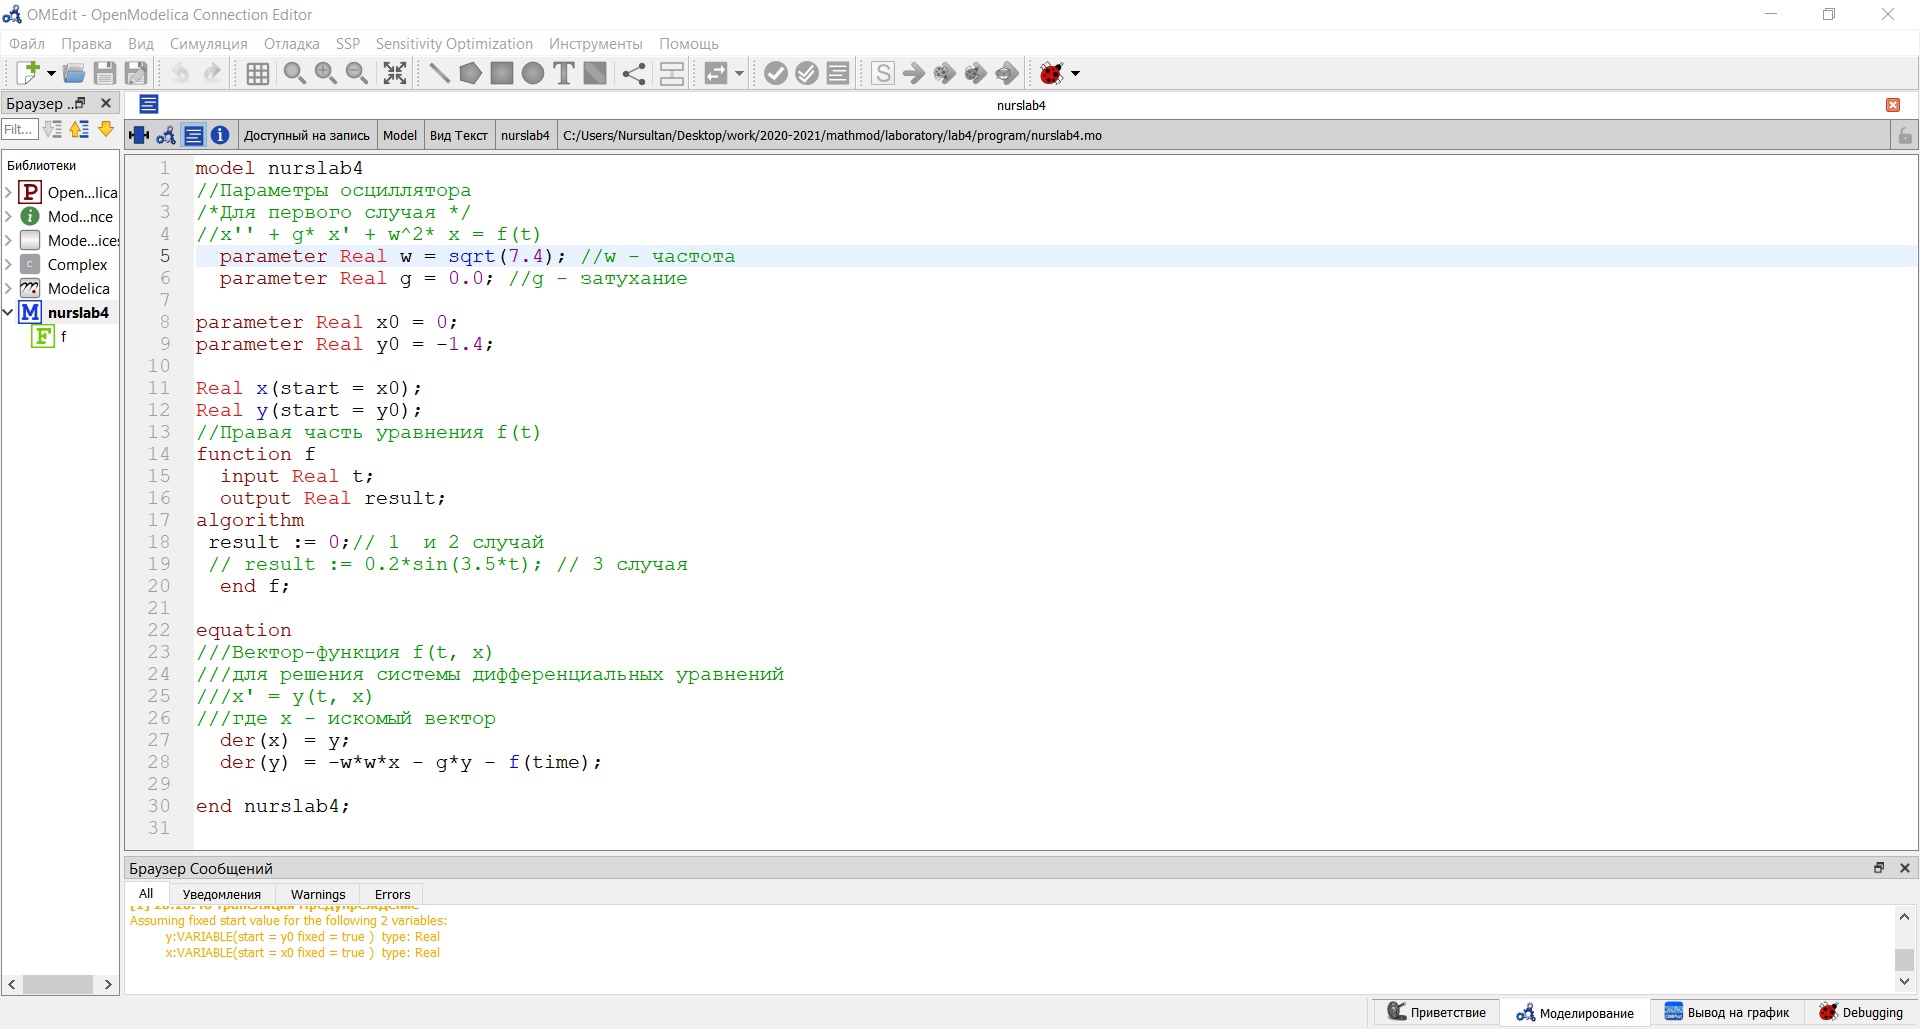 OMEdit - OpenModelica Connection Editor
Файл Правка Вид Симуляция Отладка SSP Sensitivity Optimization Инструменты Помощь
Браузер ..
nurslab4
Filt...
Доступный на запись Model Вид Текст nurslab4 C:/Users/Nursultan/Desktop/work/2020-2021/mathmod/laboratory/lab4/program/nurslab4.mo
Библиотеки
P Open...lica
i Mod...nce
Mode...ices
C Complex
m Modelica
M nurslab4
F f
1 model nurslab4
2 //Параметры осциллятора
3 /*Для первого случая */
4 //x'' + g* x' + w^2* x = f(t)
5 parameter Real w = sqrt(7.4); //w - частота
6 parameter Real g = 0.0; //g - затухание
7
8 parameter Real x0 = 0;
9 parameter Real y0 = -1.4;
10
11 Real x(start = x0);
12 Real y(start = y0);
13 //Правая часть уравнения f(t)
14 function f
15 input Real t;
16 output Real result;
17 algorithm
18 result := 0;// 1 и 2 случай
19 // result := 0.2*sin(3.5*t); // 3 случая
20 end f;
21
22 equation
23 ///Вектор-функция f(t, x)
24 ///для решения системы дифференциальных уравнений
25 ///x' = y(t, x)
26 ///где x - искомый вектор
27 der(x) = y;
28 der(y) = -w*w*x - g*y - f(time);
29
30 end nurslab4;
31
Браузер Сообщений
All Уведомления Warnings Errors
Assuming fixed start value for the following 2 variables:
y:VARIABLE(start = y0 fixed = true ) type: Real
x:VARIABLE(start = x0 fixed = true ) type: Real
Приветствие Моделирование Вывод на график Debugging